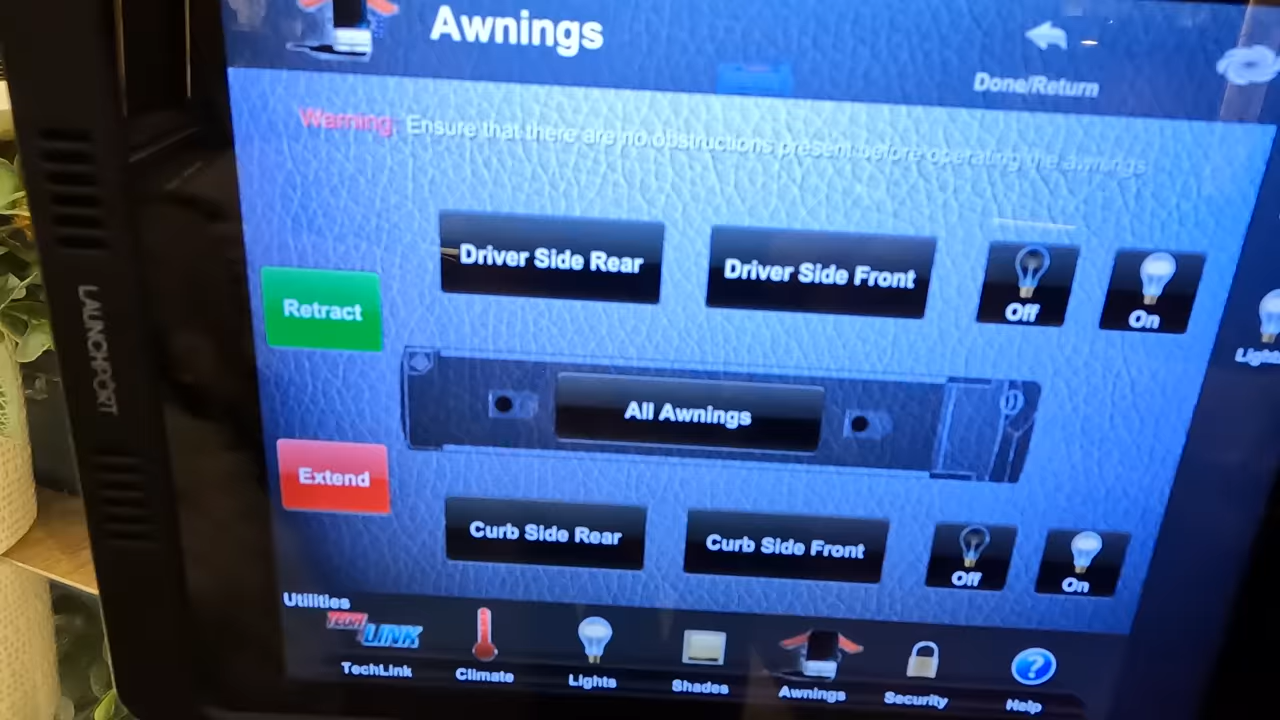 Awnings
Done/Return
Warning, Ensure that there are no obstructions present before operating the awnings
Driver Side Rear
Driver Side Front
Off
On
Retract
LAUNCHPORT
All Awnings
Extend
Curb Side Rear
Curb Side Front
Off
On
Utilities
TECH LINK
TechLink
Climate
Lights
Shades
Awnings
Security
Help